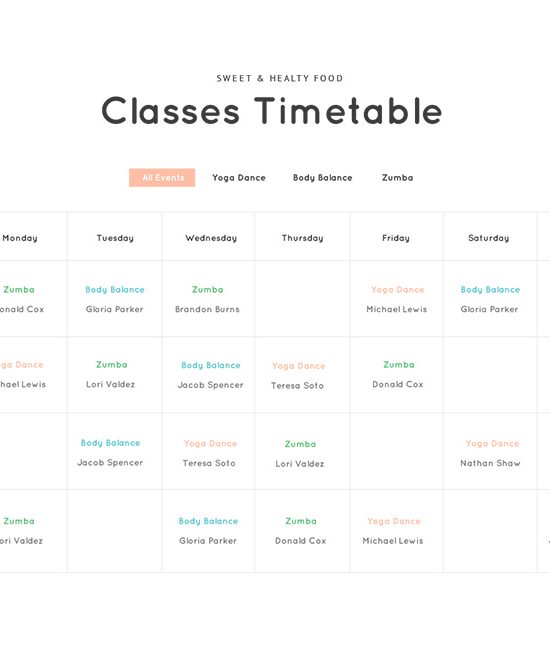 SWEET & HEALTY FOOD
Classes Timetable
All Events Yoga Dance Body Balance Zumba
Monday Tuesday Wednesday Thursday Friday Saturday
Zumba Body Balance Zumba Yoga Dance Body Balance
onald Cox Gloria Parker Brandon Burns Michael Lewis Gloria Parker
ga Dance Zumba Body Balance Yoga Dance Zumba
hael Lewis Lori Valdez Jacob Spencer Teresa Soto Donald Cox
Body Balance Yoga Dance Zumba Yoga Dance
Jacob Spencer Teresa Soto Lori Valdez Nathan Shaw
Zumba Body Balance Zumba Yoga Dance
ori Valdez Gloria Parker Donald Cox Michael Lewis